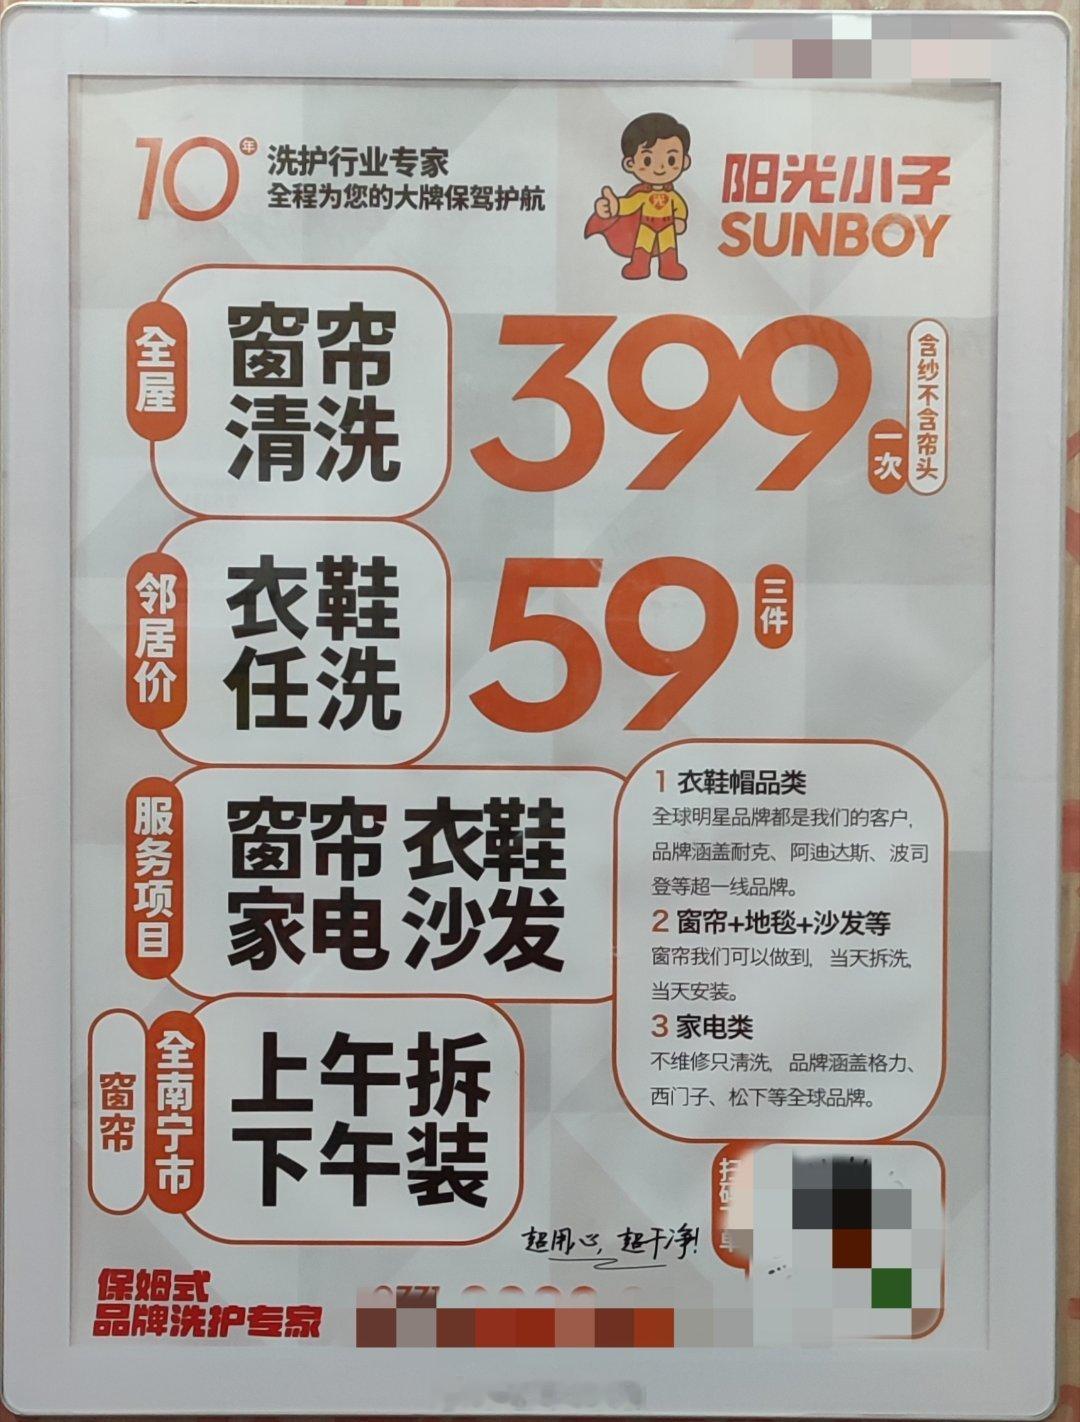 10年
洗护行业专家
全程为您的大牌保驾护航
光
阳光小子
SUNBOY
全屋
窗帘
清洗
399
一次
含纱不含帘头
邻居价
衣鞋
任洗
59
三件
服务项目
窗帘 衣鞋
家电 沙发
1 衣鞋帽品类
全球明星品牌都是我们的客户,
品牌涵盖耐克、阿迪达斯、波司
登等超一线品牌。
2 窗帘+地毯+沙发等
窗帘我们可以做到, 当天拆洗,
当天安装。
3 家电类
不维修只清洗, 品牌涵盖格力、
西门子、松下等全球品牌。
窗帘
全南宁市
上午拆
下午装
超用心, 超干净!
保姆式
品牌洗护专家